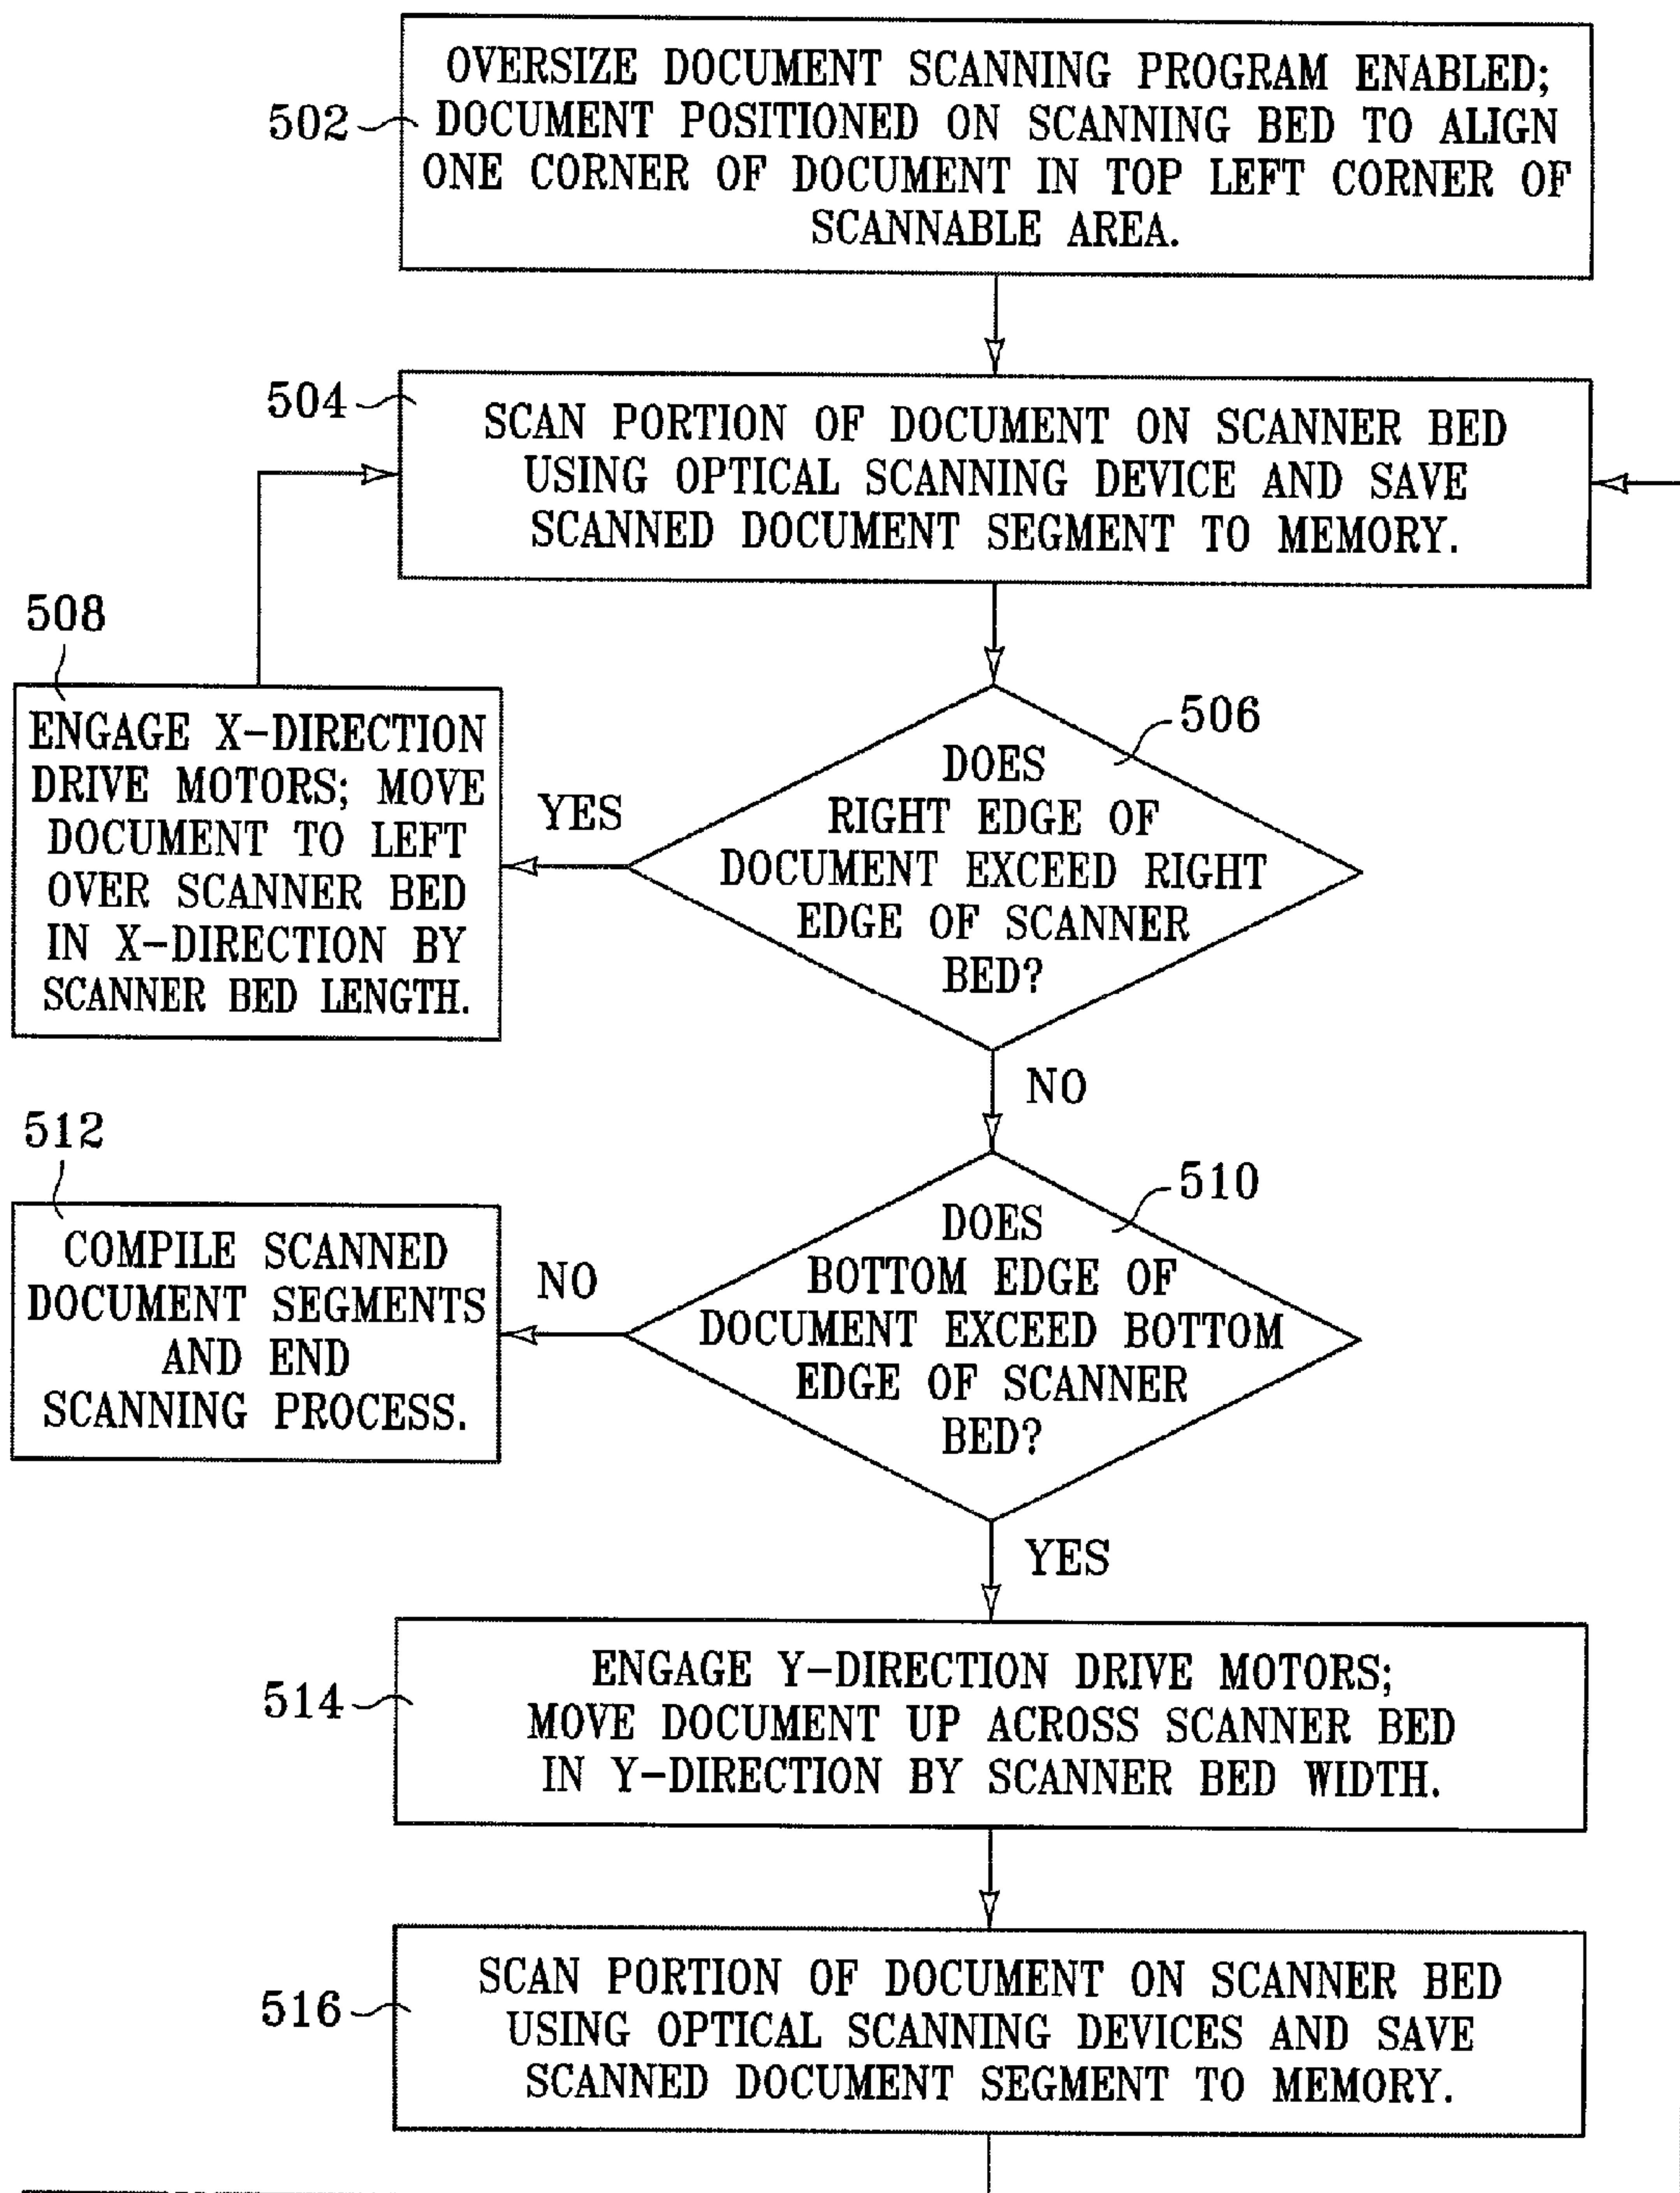 OVERSIZE DOCUMENT SCANNING PROGRAM ENABLED;
502
DOCUMENT POSITIONED ON SCANNING BED TO ALIGN
ONE CORNER OF DOCUMENT IN TOP LEFT CORNER OF
SCANNABLE AREA.
504
SCAN PORTION OF DOCUMENT ON SCANNER BED
USING OPTICAL SCANNING DEVICE AND SAVE
SCANNED DOCUMENT SEGMENT TO MEMORY.
506
DOES
RIGHT EDGE OF
DOCUMENT EXCEED RIGHT
EDGE OF SCANNER
BED?
YES
508
ENGAGE X-DIRECTION
DRIVE MOTORS; MOVE
DOCUMENT TO LEFT
OVER SCANNER BED
IN X-DIRECTION BY
SCANNER BED LENGTH.
NO
510
DOES
BOTTOM EDGE OF
DOCUMENT EXCEED BOTTOM
EDGE OF SCANNER
BED?
NO
512
COMPILE SCANNED
DOCUMENT SEGMENTS
AND END
SCANNING PROCESS.
YES
514
ENGAGE Y-DIRECTION DRIVE MOTORS;
MOVE DOCUMENT UP ACROSS SCANNER BED
IN Y-DIRECTION BY SCANNER BED WIDTH.
516
SCAN PORTION OF DOCUMENT ON SCANNER BED
USING OPTICAL SCANNING DEVICES AND SAVE
SCANNED DOCUMENT SEGMENT TO MEMORY.